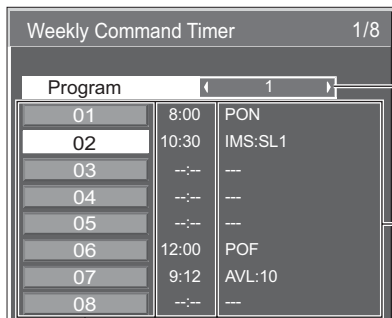 Weekly Command Timer 1/8
Program 1
01 8:00 PON
02 10:30 IMS:SL1
03 --:-- ---
04 --:-- ---
05 --:-- ---
06 12:00 POF
07 9:12 AVL:10
08 --:-- ---